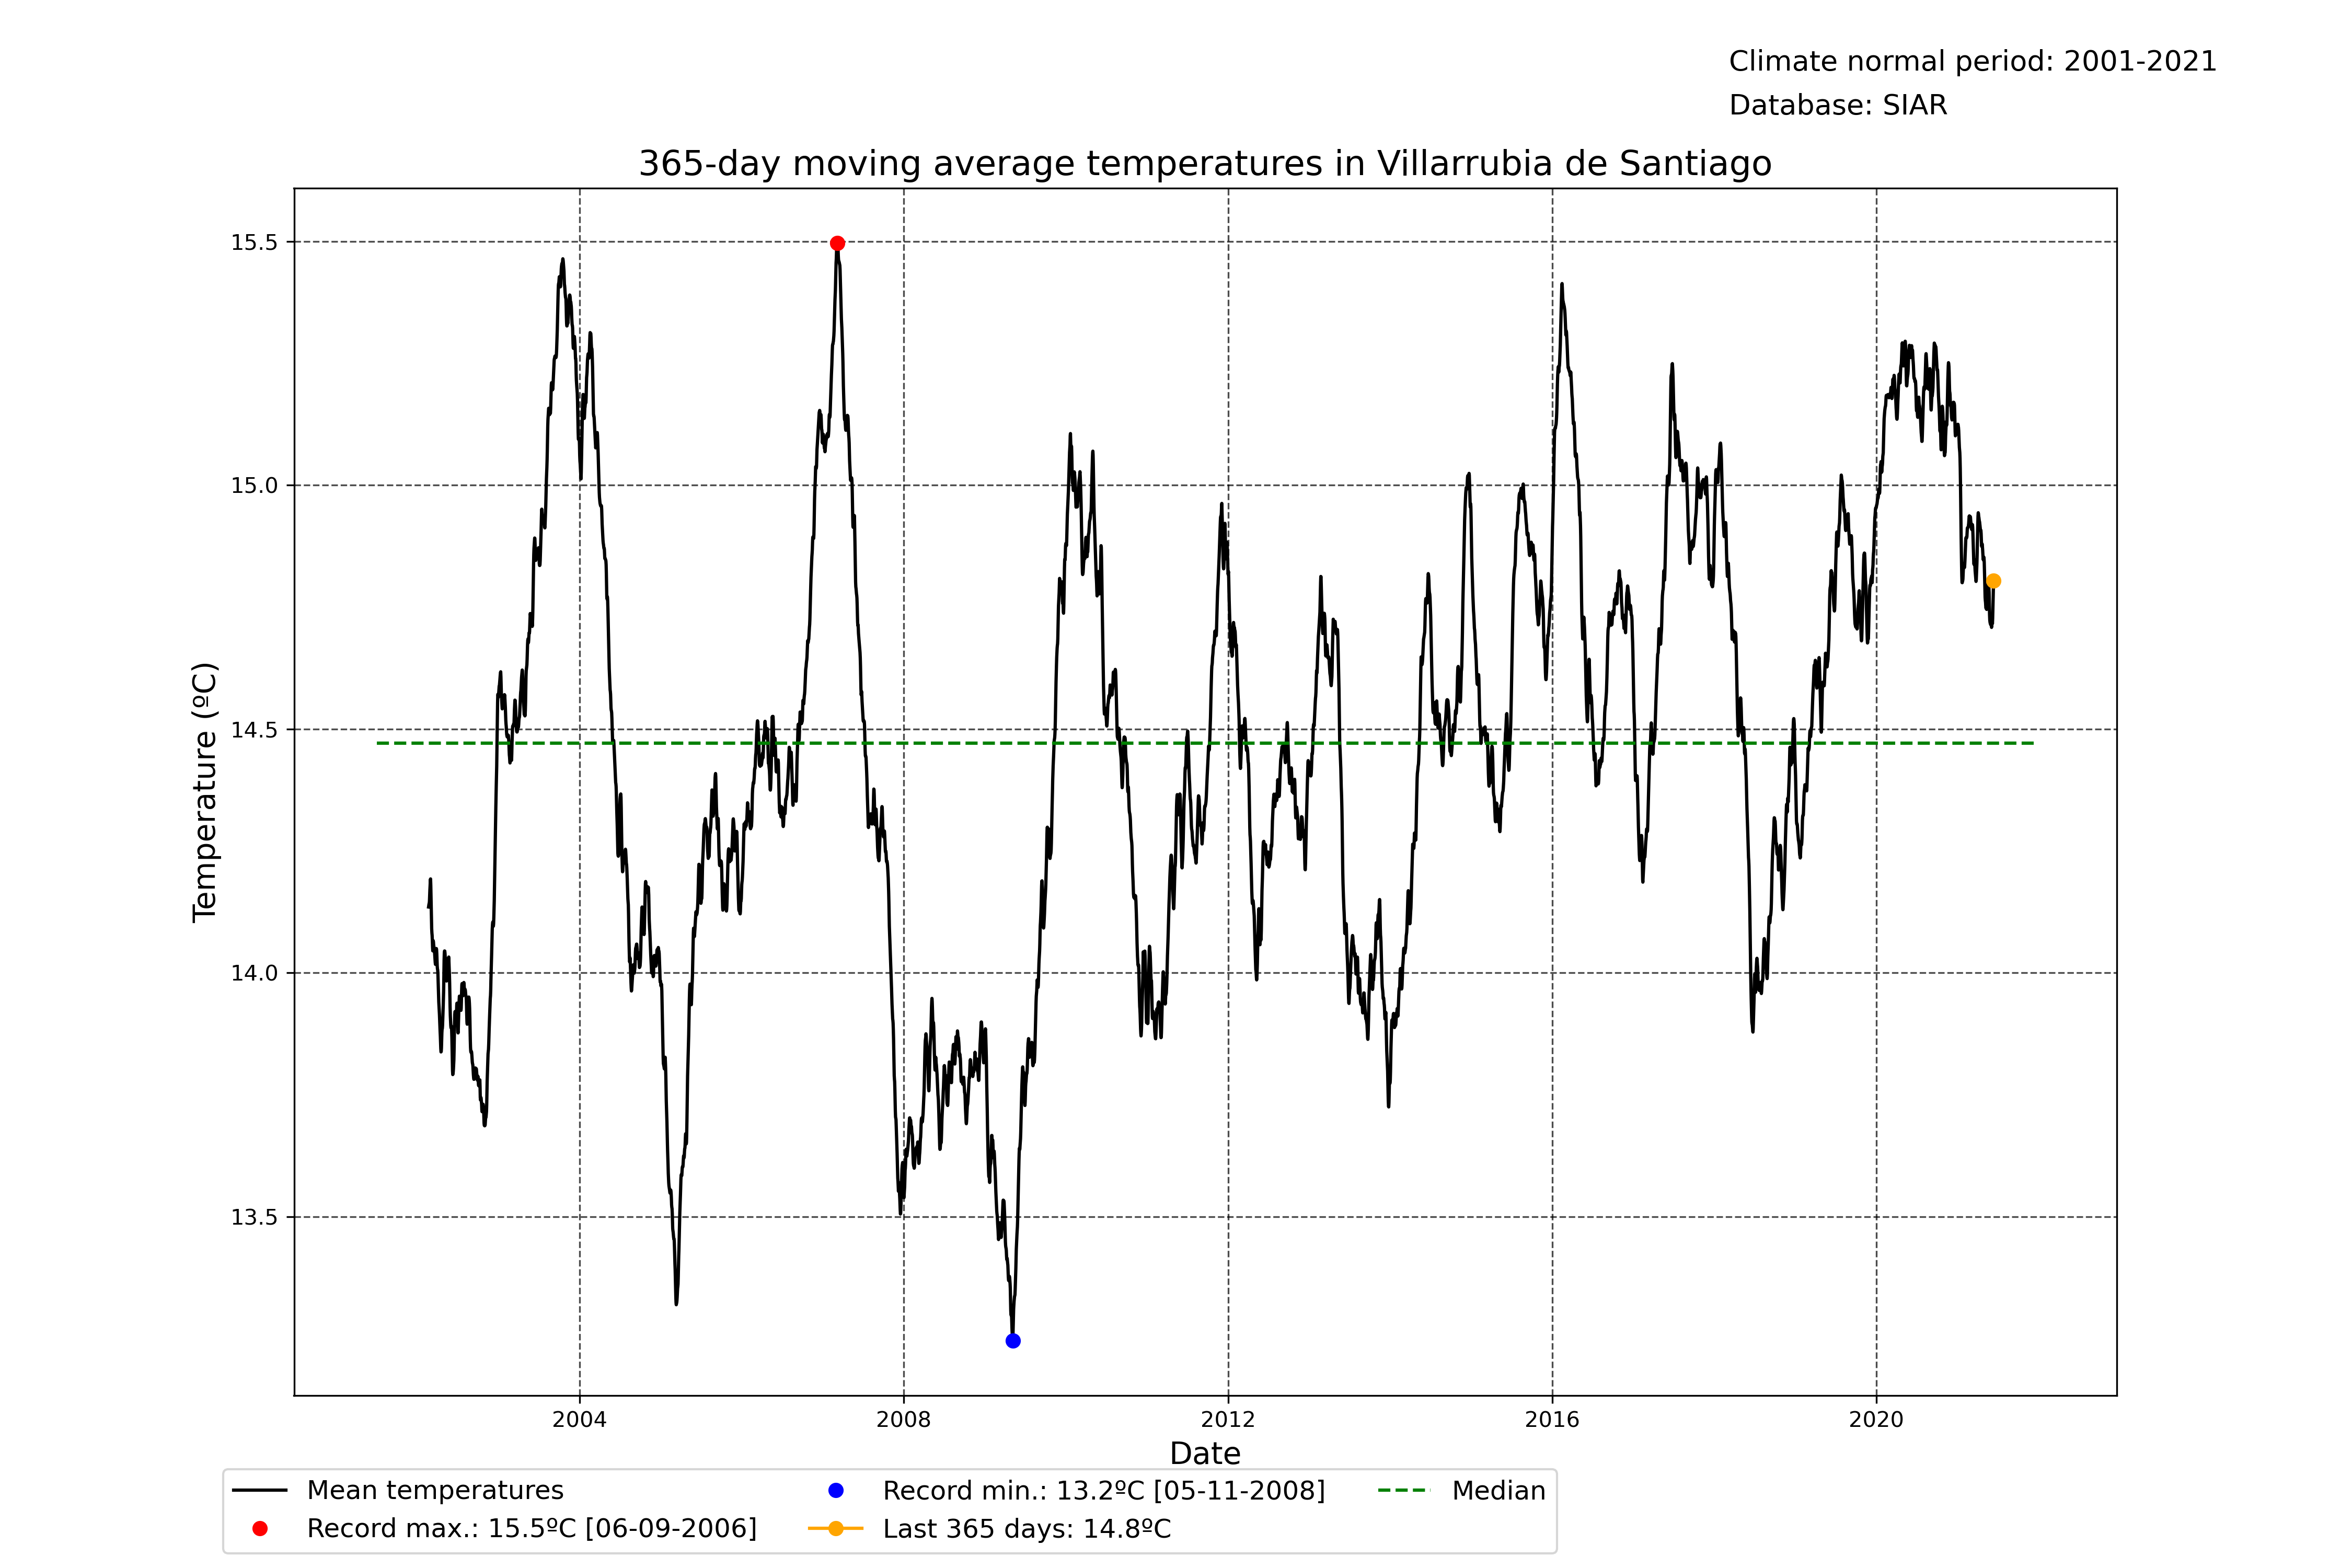 Climate normal period: 2001-2021
Database: SIAR
365-day moving average temperatures in Villarrubia de Santiago
Temperature (ºC)
15.5
15.0
14.5
14.0
13.5
2004
2008
2012
2016
2020
Date
Mean temperatures
Record max.: 15.5ºC [06-09-2006]
Record min.: 13.2ºC [05-11-2008]
Last 365 days: 14.8ºC
Median